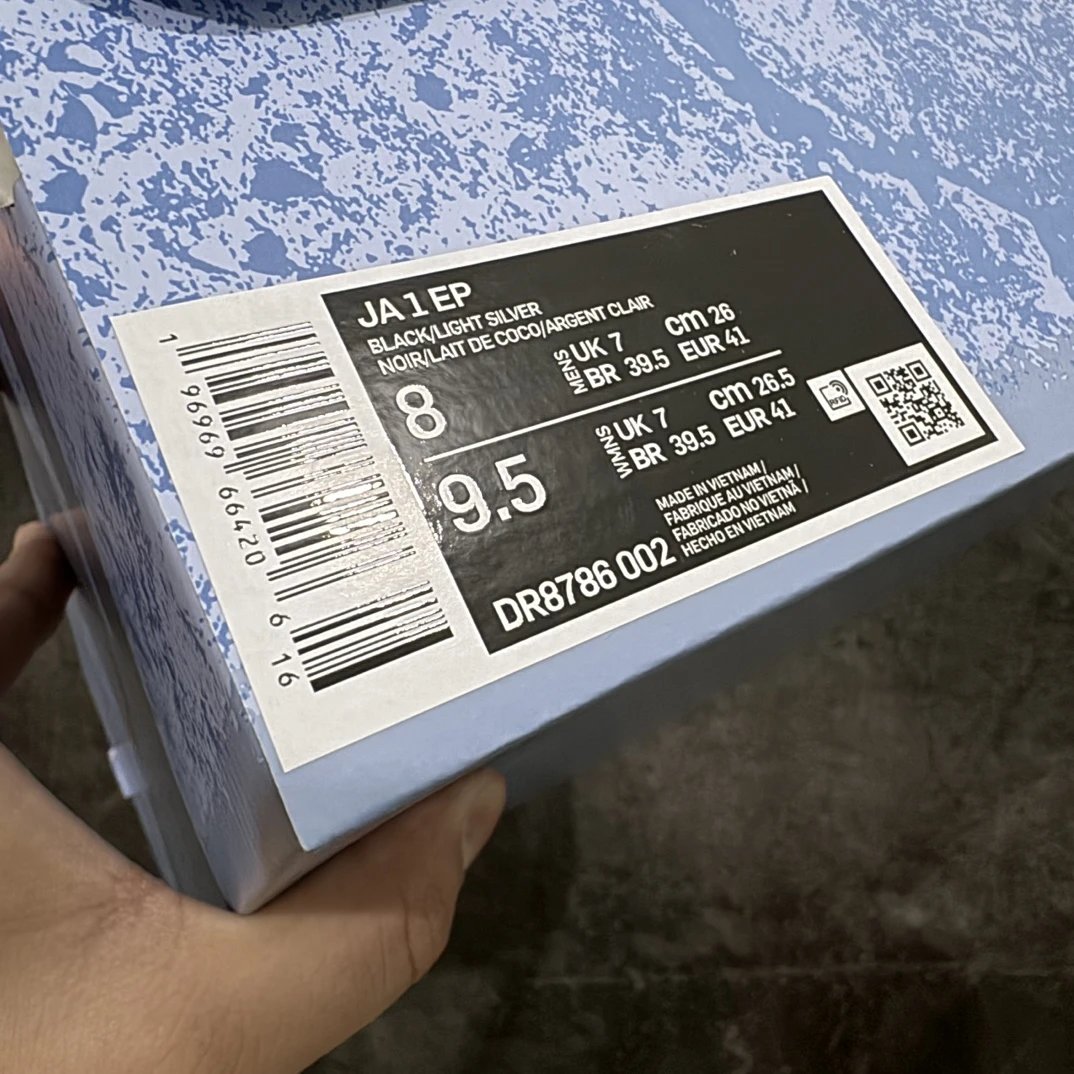 JA 1 EP
BLACK/LIGHT SILVER
NOIR/LAIT DE COCO/ARGENT CLAIR
8
MENS
UK 7
cm 26
BR 39.5
EUR 41
9.5
WMNS
UK 7
cm 26.5
BR 39.5
EUR 41
RFID
MADE IN VIETNAM/
FABRIQUE AU VIETNAM/
FABRICADO NO VIETNÃ /
HECHO EN VIETNAM
DR8786 002
1 96969 66420 6 16